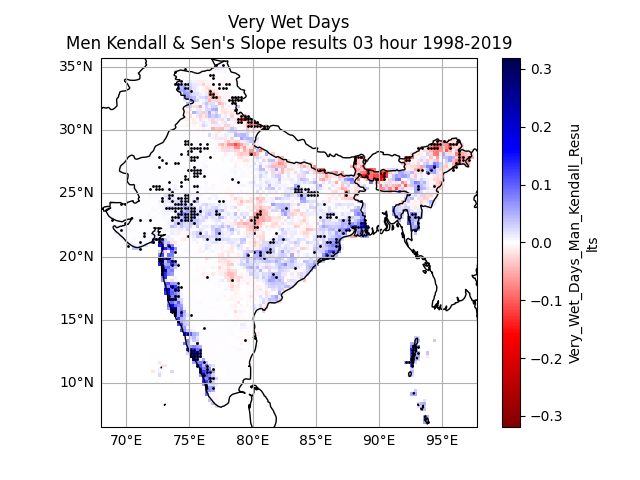 Very Wet Days
Men Kendall & Sen's Slope results 03 hour 1998-2019
35°N
30°N
25°N
20°N
15°N
10°N
70°E 75°E 80°E 85°E 90°E 95°E
0.3
0.2
0.1
0.0
−0.1
−0.2
−0.3
Very_Wet_Days_Man_Kendall_Resu
lts